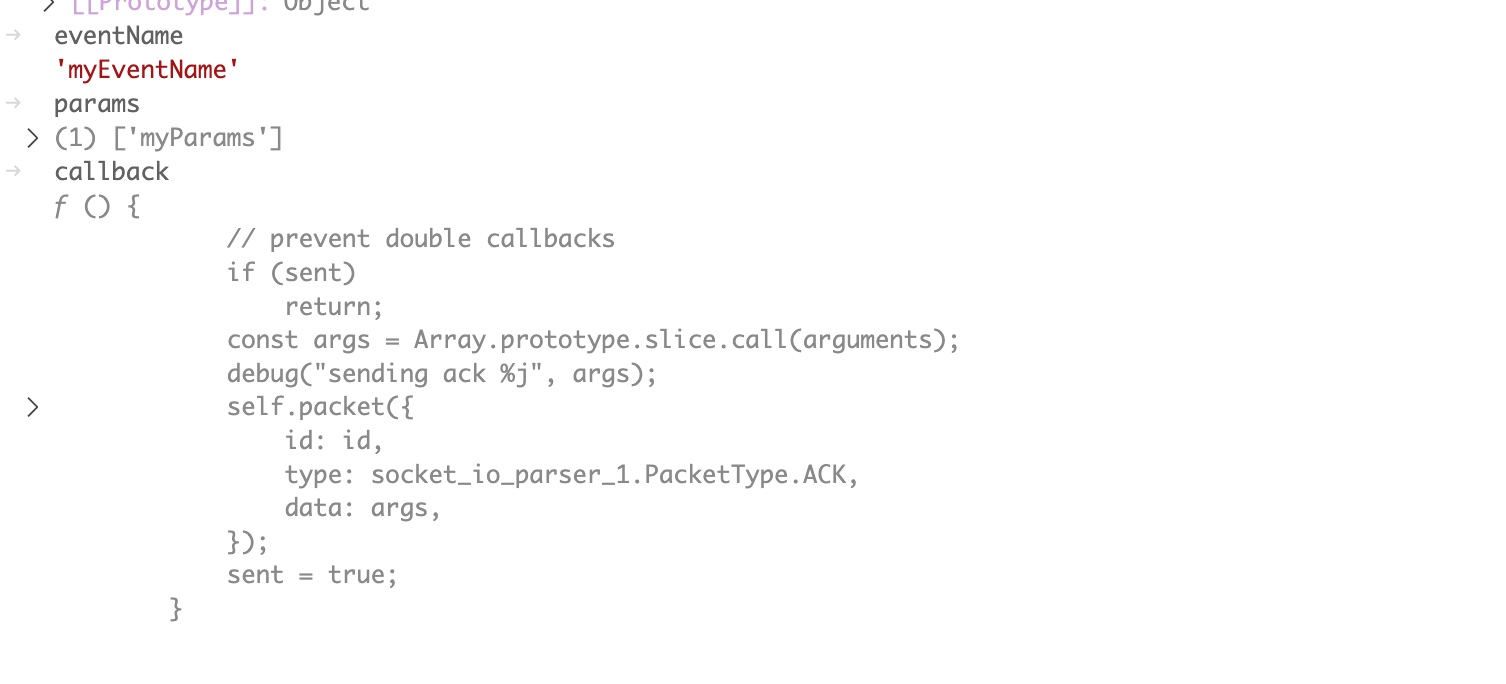 > [[Prototype]]: Object
→ eventName
'myEventName'
→ params
> (1) ['myParams']
→ callback
ƒ () {
// prevent double callbacks
if (sent)
return;
const args = Array.prototype.slice.call(arguments);
debug("sending ack %j", args);
> self.packet({
id: id,
type: socket_io_parser_1.PacketType.ACK,
data: args,
});
sent = true;
}